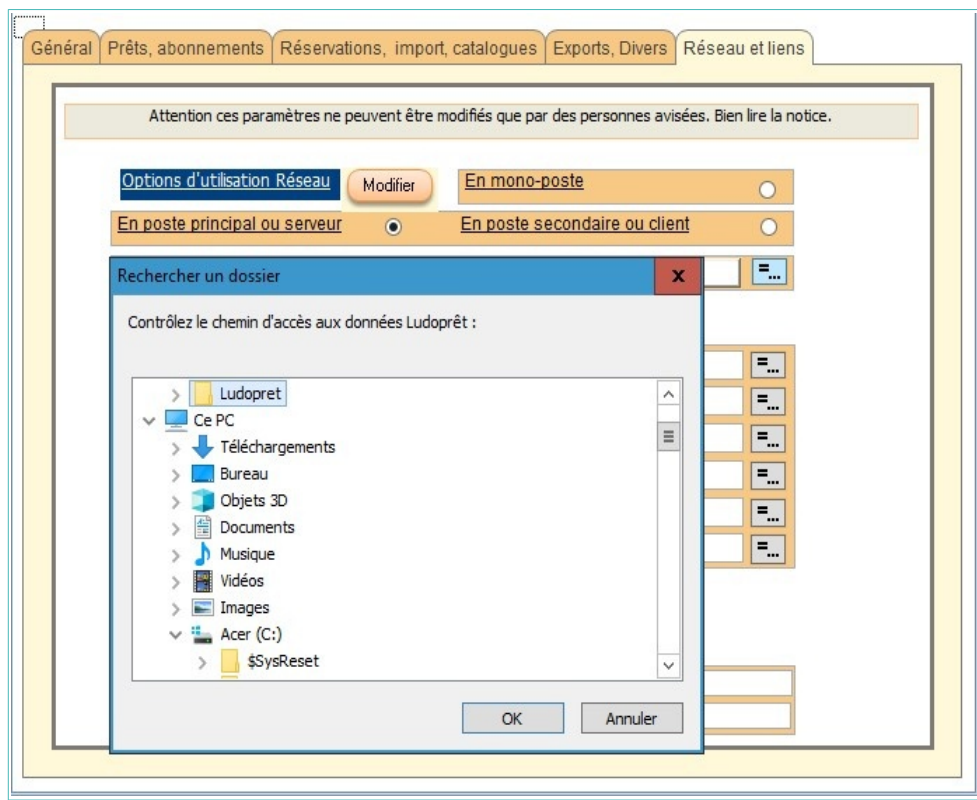 Général Prêts, abonnements Réservations, import, catalogues Exports, Divers Réseau et liens
Attention ces paramètres ne peuvent être modifiés que par des personnes avisées. Bien lire la notice.
Options d'utilisation Réseau Modifier En mono-poste
En poste principal ou serveur En poste secondaire ou client
Rechercher un dossier x
=...
Contrôlez le chemin d'accès aux données Ludoprêt :
=...
Ludopret
=...
Ce PC
Téléchargements
=...
Bureau
=...
Objets 3D
=...
Documents
Musique
=...
Vidéos
Images
Acer (C:)
$SysReset
OK Annuler